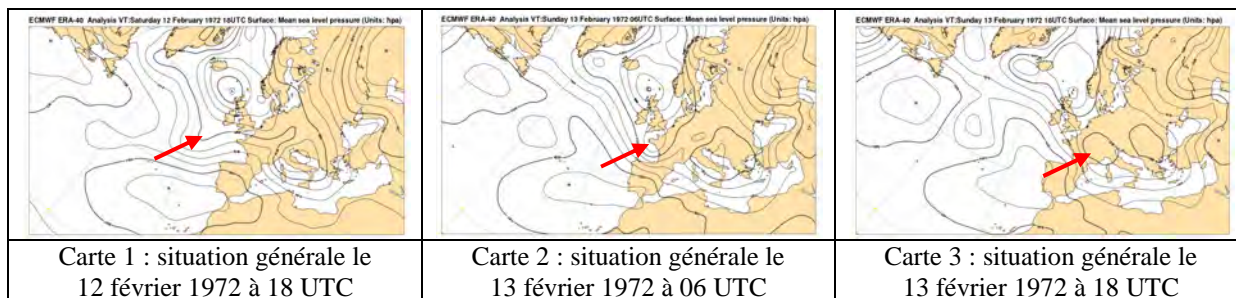 ECMWF ERA-40 Analysis VT:Saturday 12 February 1972 18UTC Surface: Mean sea level pressure (Units: hpa)
ECMWF ERA-40 Analysis VT:Sunday 13 February 1972 06UTC Surface: Mean sea level pressure (Units: hpa)
ECMWF ERA-40 Analysis VT:Sunday 13 February 1972 18UTC Surface: Mean sea level pressure (Units: hpa)
Carte 1 : situation générale le
12 février 1972 à 18 UTC
Carte 2 : situation générale le
13 février 1972 à 06 UTC
Carte 3 : situation générale le
13 février 1972 à 18 UTC